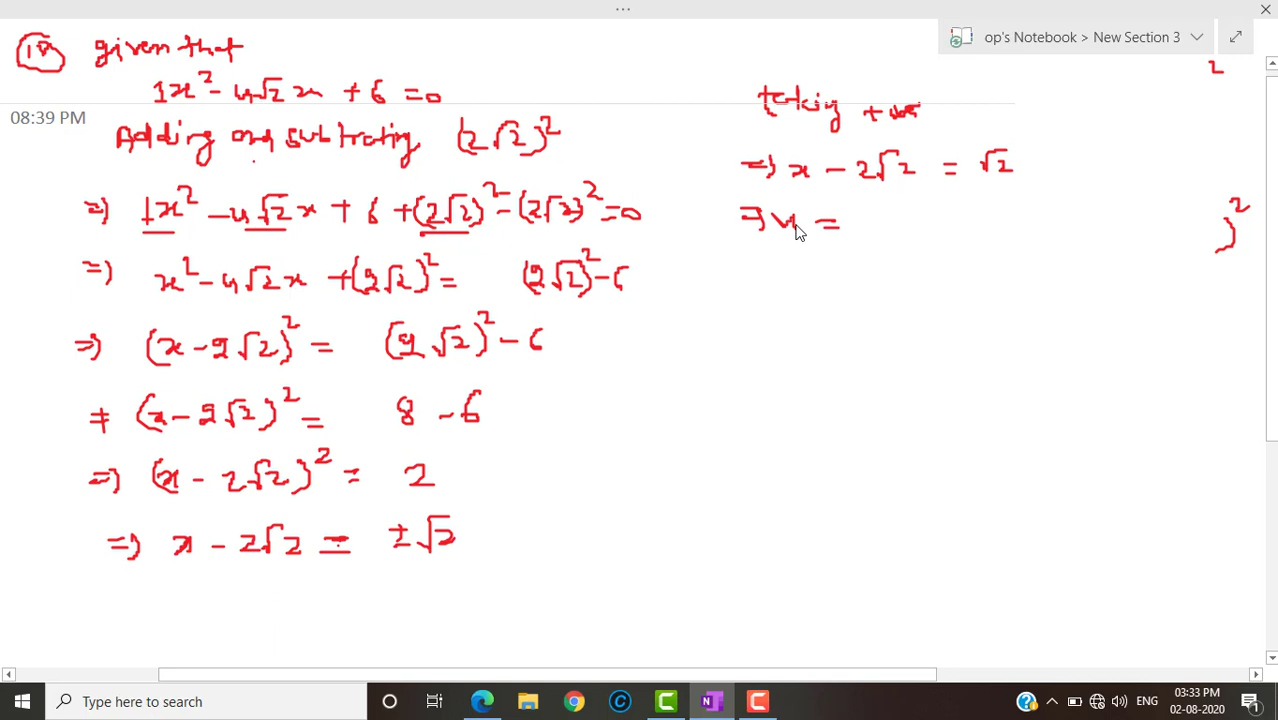 ...
op's Notebook > New Section 3
08:39 PM
given that
1x² - 4√2 x + 6 = 0
Adding and subtrating (2√2)²
=) 1x² - 4√2x + 6 + (2√2)² - (2√2)² = 0
=) x² - 4√2x + (2√2)² = (2√2)² - 6
=) (x - 2√2)² = (2√2)² - 6
=) (x - 2√2)² = 8 - 6
=) (x - 2√2)² = 2
=) x - 2√2 = ±√2
taking +ve
=) x - 2√2 = √2
=) x =
2
)²
Type here to search
ENG
03:33 PM
02-08-2020